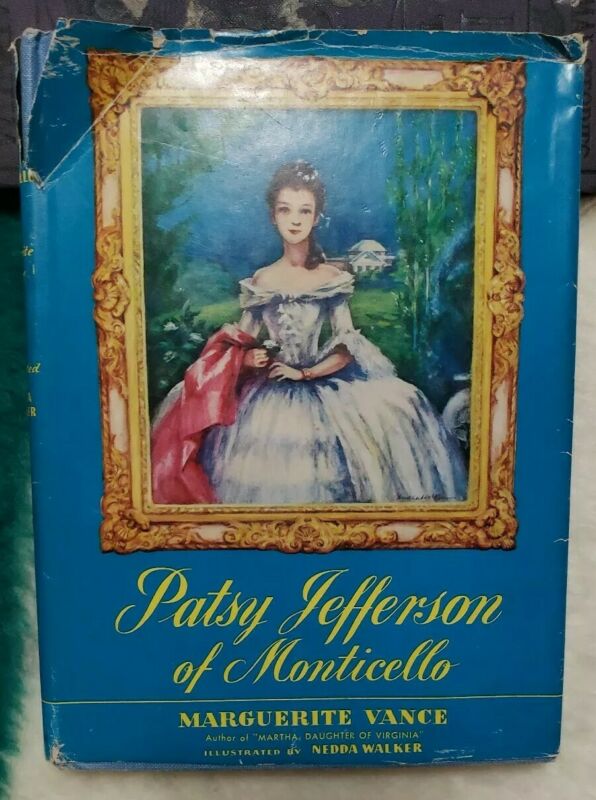 Patsy Jefferson
of Monticello
MARGUERITE VANCE
Author of "MARTHA, DAUGHTER OF VIRGINIA"
ILLUSTRATED BY NEDDA WALKER